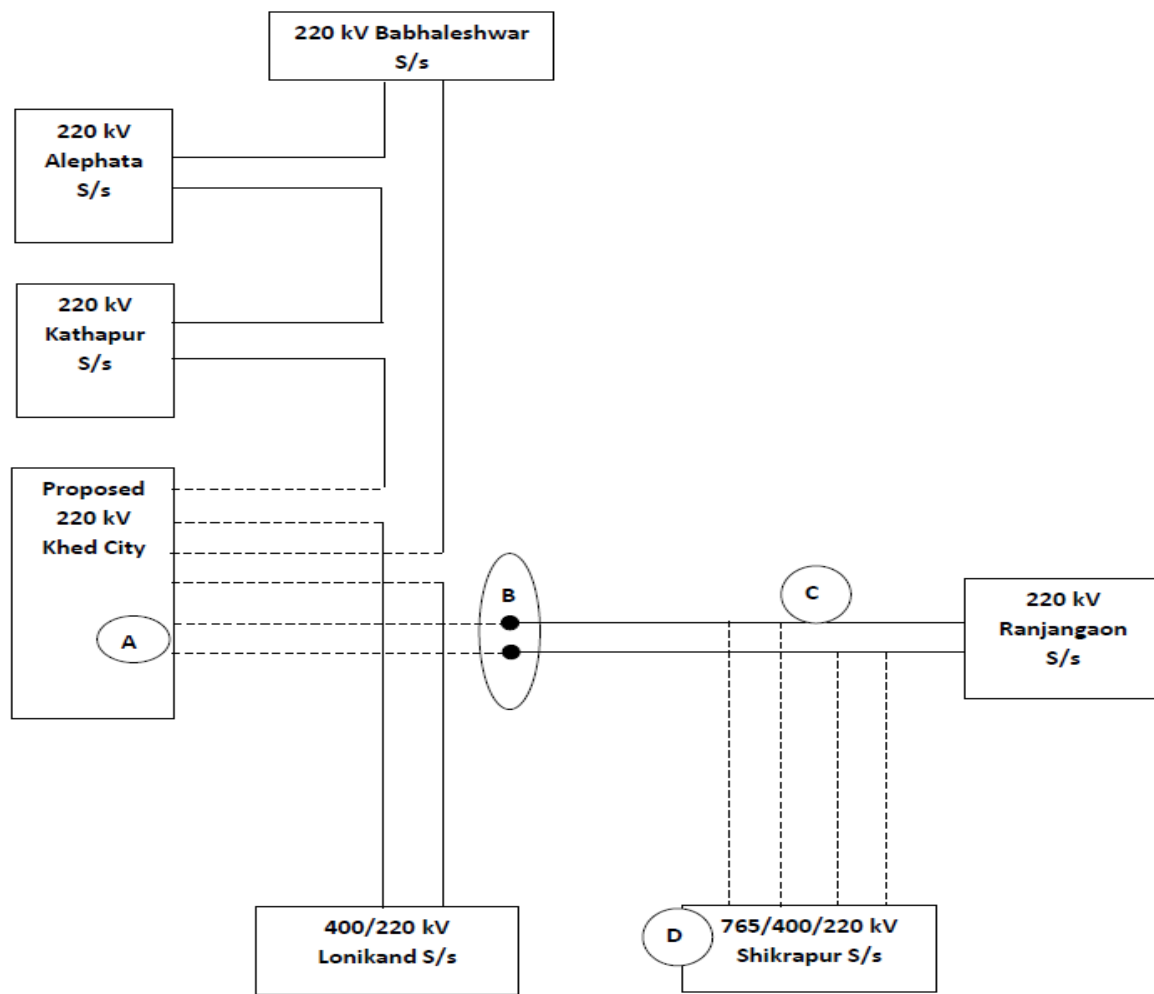 220 kV Babhaleshwar
S/s
220 kV
Alephata
S/s
220 kV
Kathapur
S/s
Proposed
220 kV
Khed City
A
B
C
220 kV
Ranjangaon
S/s
400/220 kV
Lonikand S/s
D
765/400/220 kV
Shikrapur S/s